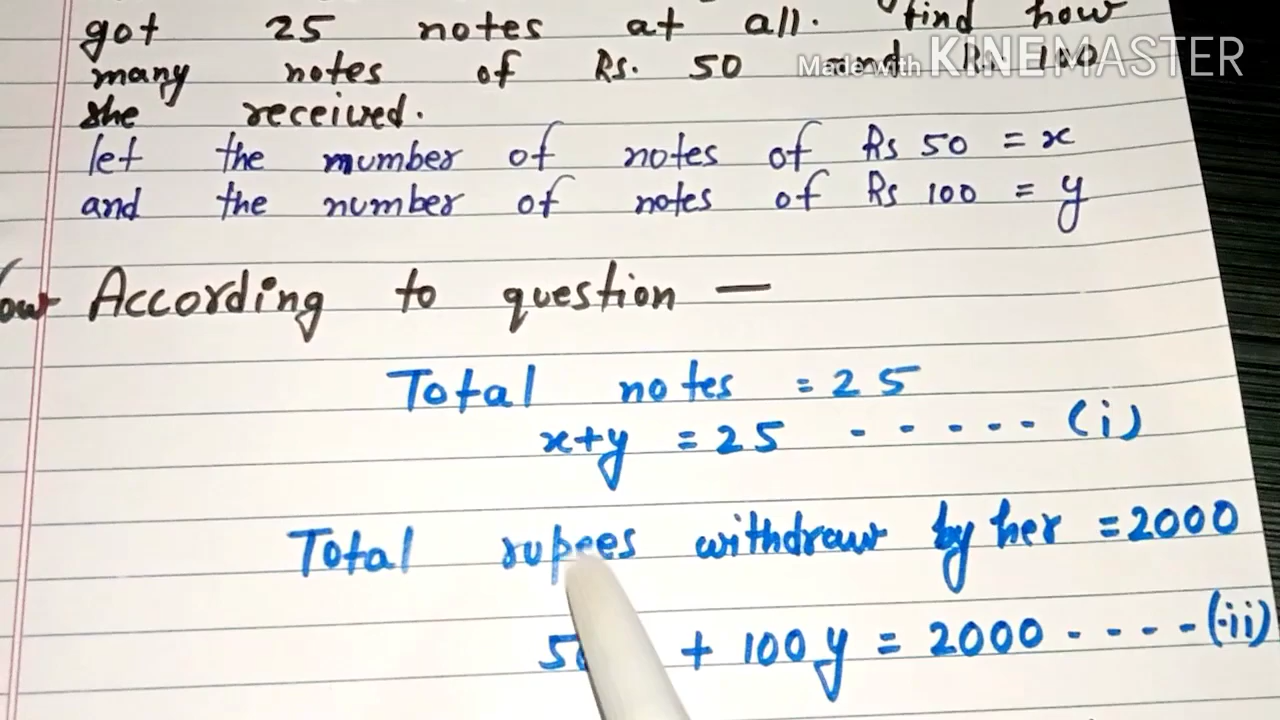 got 25 notes at all. find how
many notes of Rs. 50 and Rs 100
Made with KINEMASTER
she received.
let the number of notes of Rs 50 = x
and the number of notes of Rs 100 = y
Now According to question —
Total notes = 25
x+y = 25 - - - - - (i)
Total rupees withdraw by her = 2000
+ 100y = 2000 - - - - (ii)